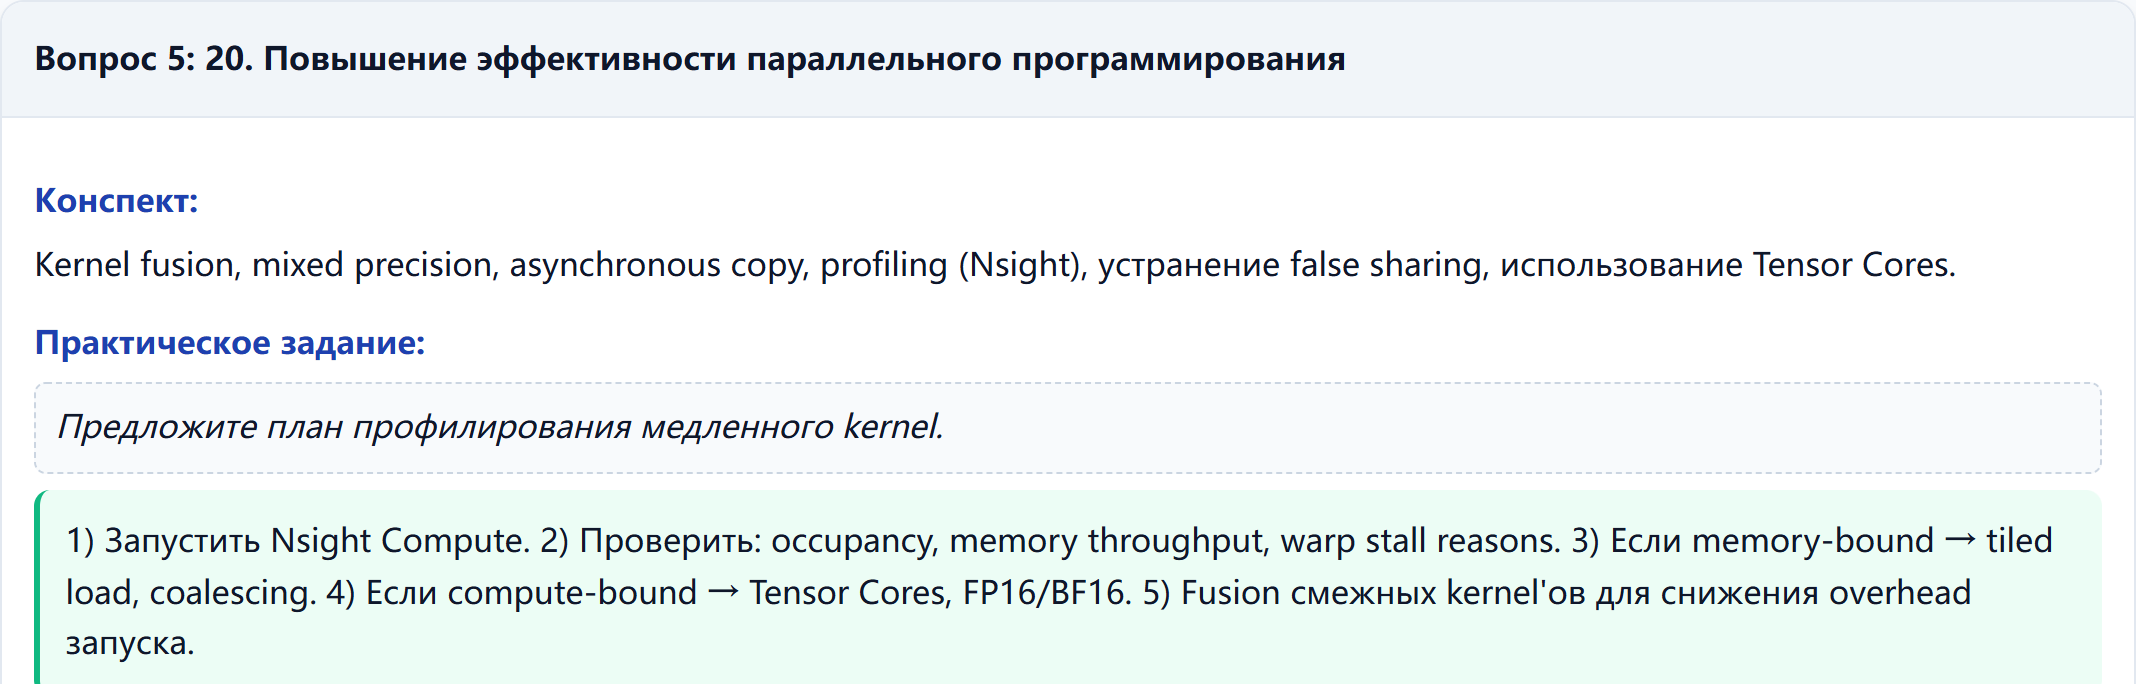 Вопрос 5: 20. Повышение эффективности параллельного программирования
Конспект:
Kernel fusion, mixed precision, asynchronous copy, profiling (Nsight), устранение false sharing, использование Tensor Cores.
Практическое задание:
Предложите план профилирования медленного kernel.
1) Запустить Nsight Compute. 2) Проверить: occupancy, memory throughput, warp stall reasons. 3) Если memory-bound → tiled
load, coalescing. 4) Если compute-bound → Tensor Cores, FP16/BF16. 5) Fusion смежных kernel'ов для снижения overhead
запуска.